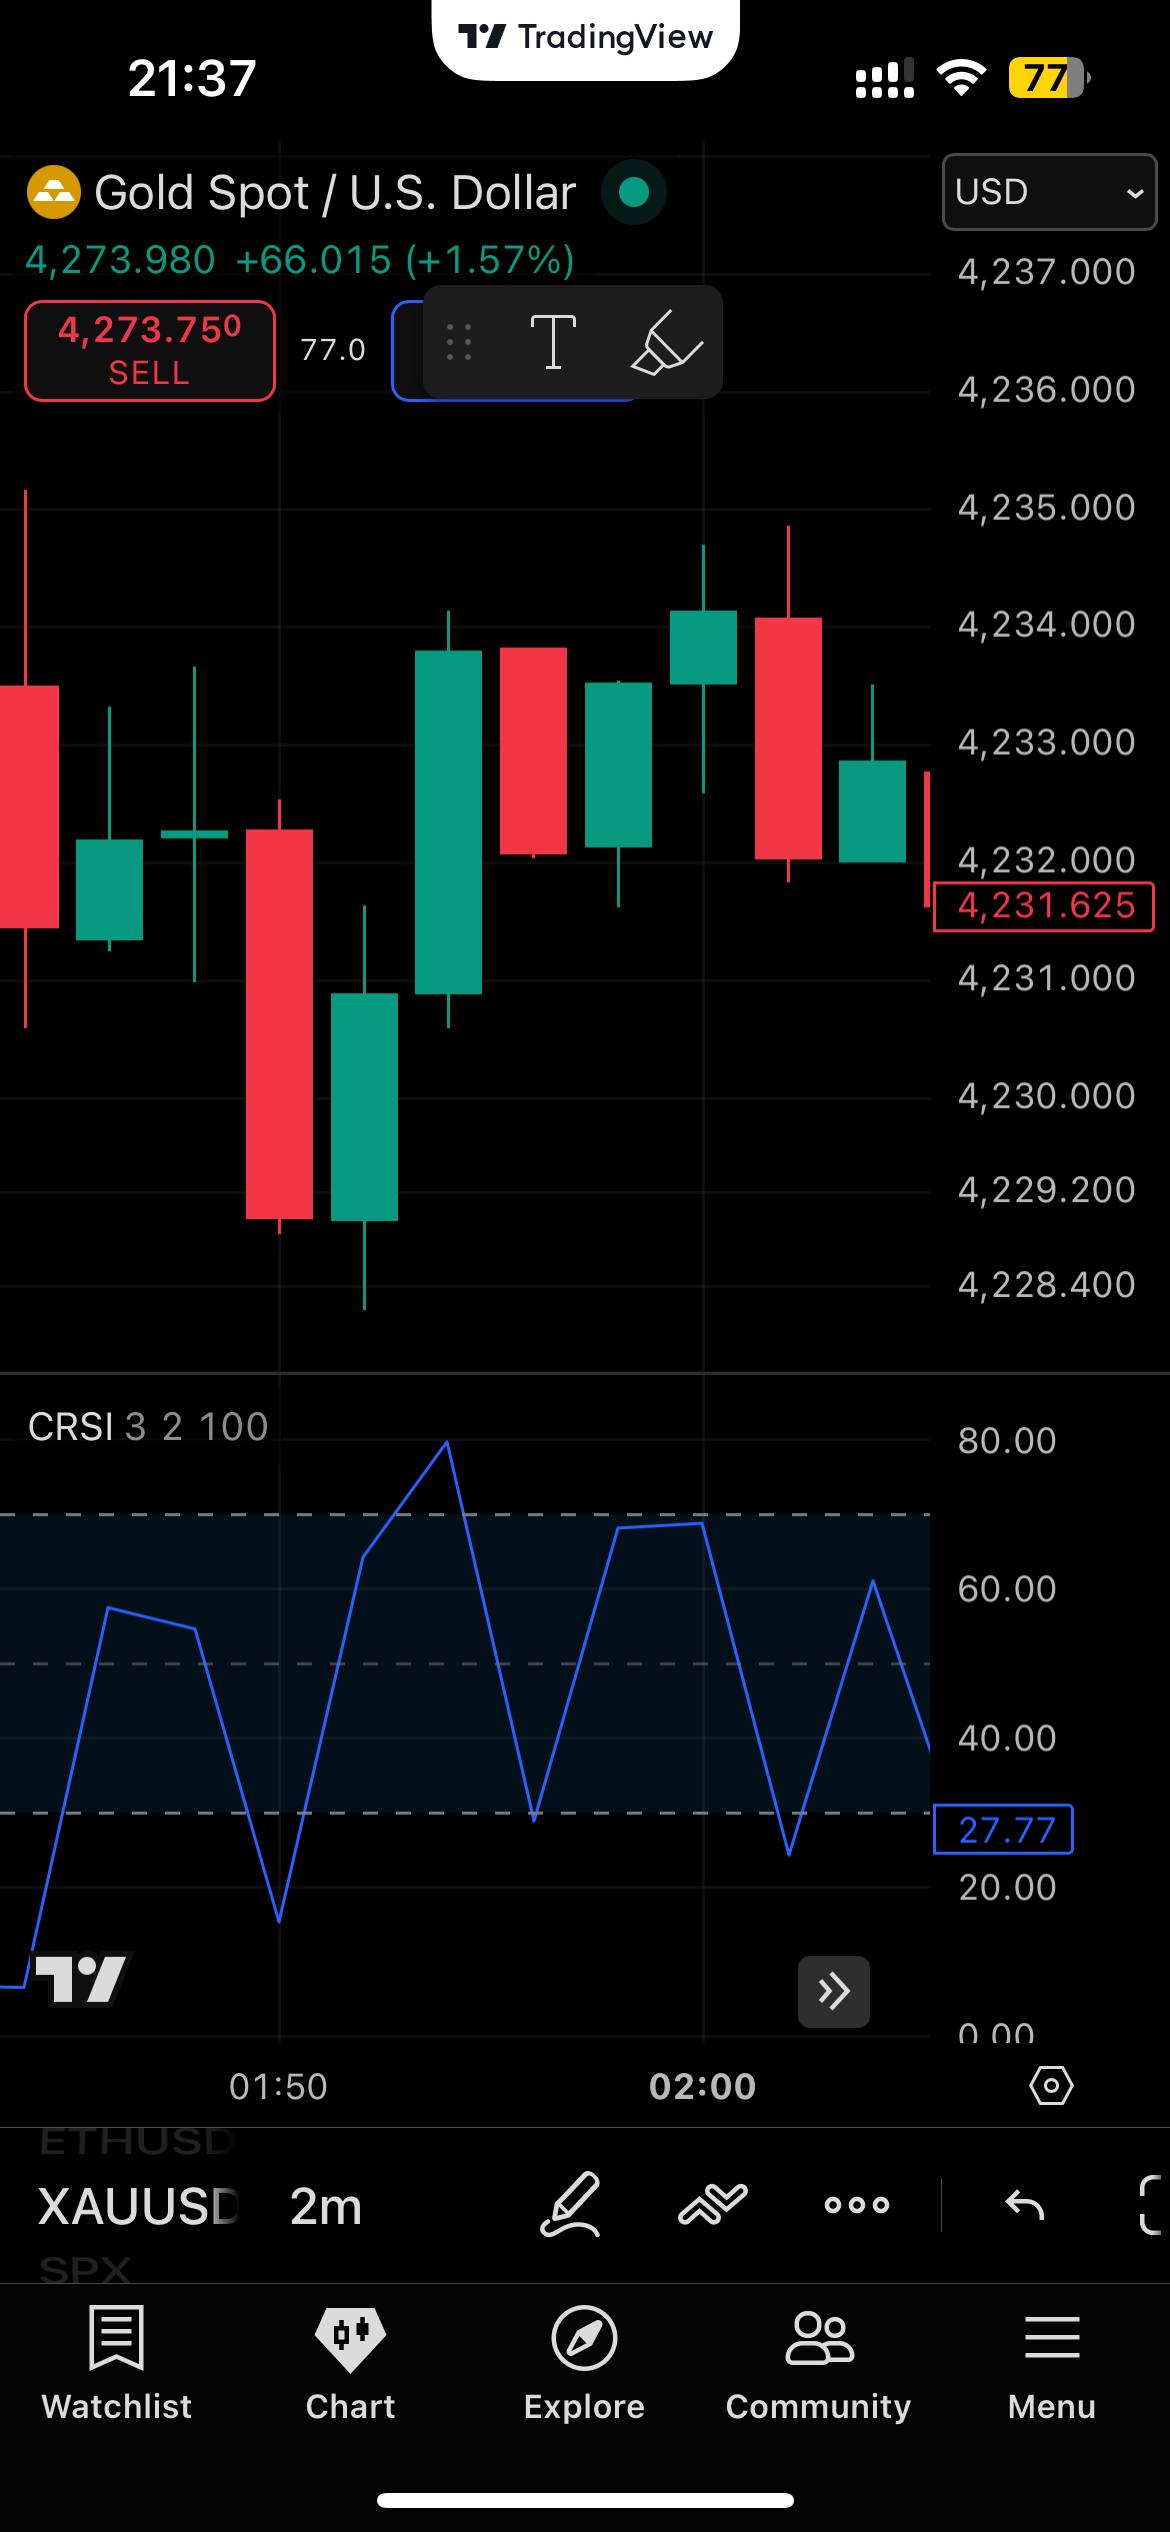 TradingView
21:37
77
Gold Spot / U.S. Dollar
USD
4,273.980 +66.015 (+1.57%)
4,237.000
4,273.750
SELL
77.0
4,236.000
4,235.000
4,234.000
4,233.000
4,232.000
4,231.625
4,231.000
4,230.000
4,229.200
4,228.400
CRSI 3 2 100
80.00
60.00
40.00
27.77
20.00
0.00
01:50
02:00
ETHUSD
XAUUSD
2m
SPX
Watchlist
Chart
Explore
Community
Menu